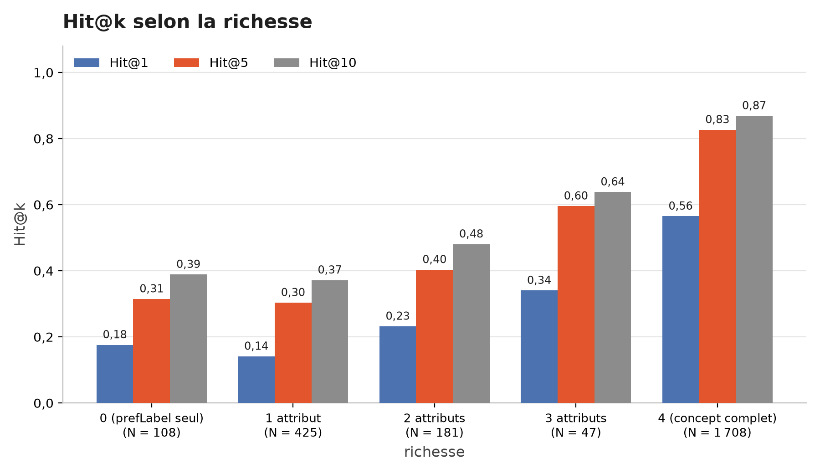 Hit@k selon la richesse
Hit@1 Hit@5 Hit@10
Hit@k
1,0
0,8
0,6
0,4
0,2
0,0
0,18 0,31 0,39
0,14 0,30 0,37
0,23 0,40 0,48
0,34 0,60 0,64
0,56 0,83 0,87
0 (prefLabel seul)
(N = 108)
1 attribut
(N = 425)
2 attributs
(N = 181)
3 attributs
(N = 47)
4 (concept complet)
(N = 1 708)
richesse